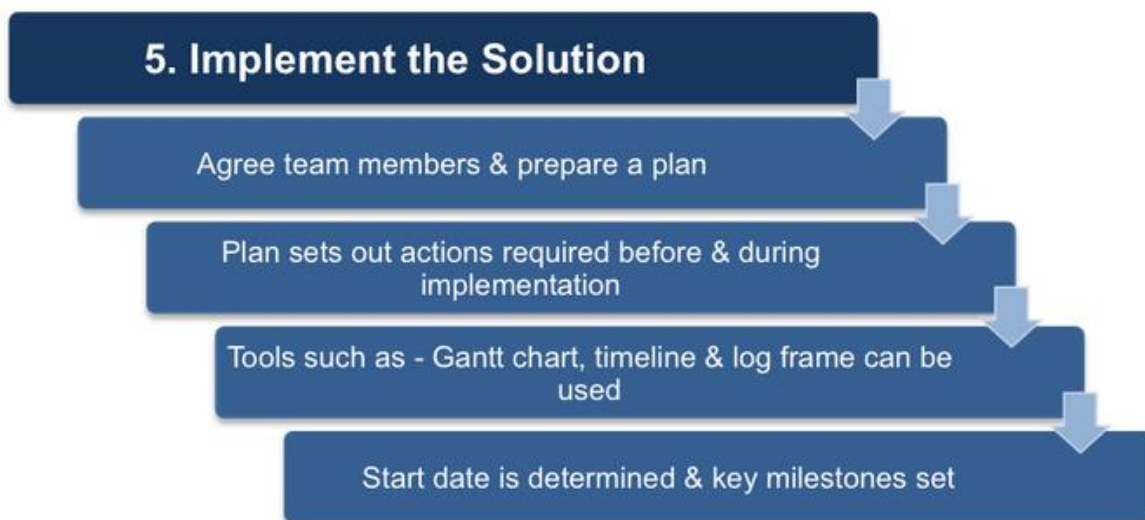 5. Implement the Solution
Agree team members & prepare a plan
Plan sets out actions required before & during
implementation
Tools such as - Gantt chart, timeline & log frame can be
used
Start date is determined & key milestones set